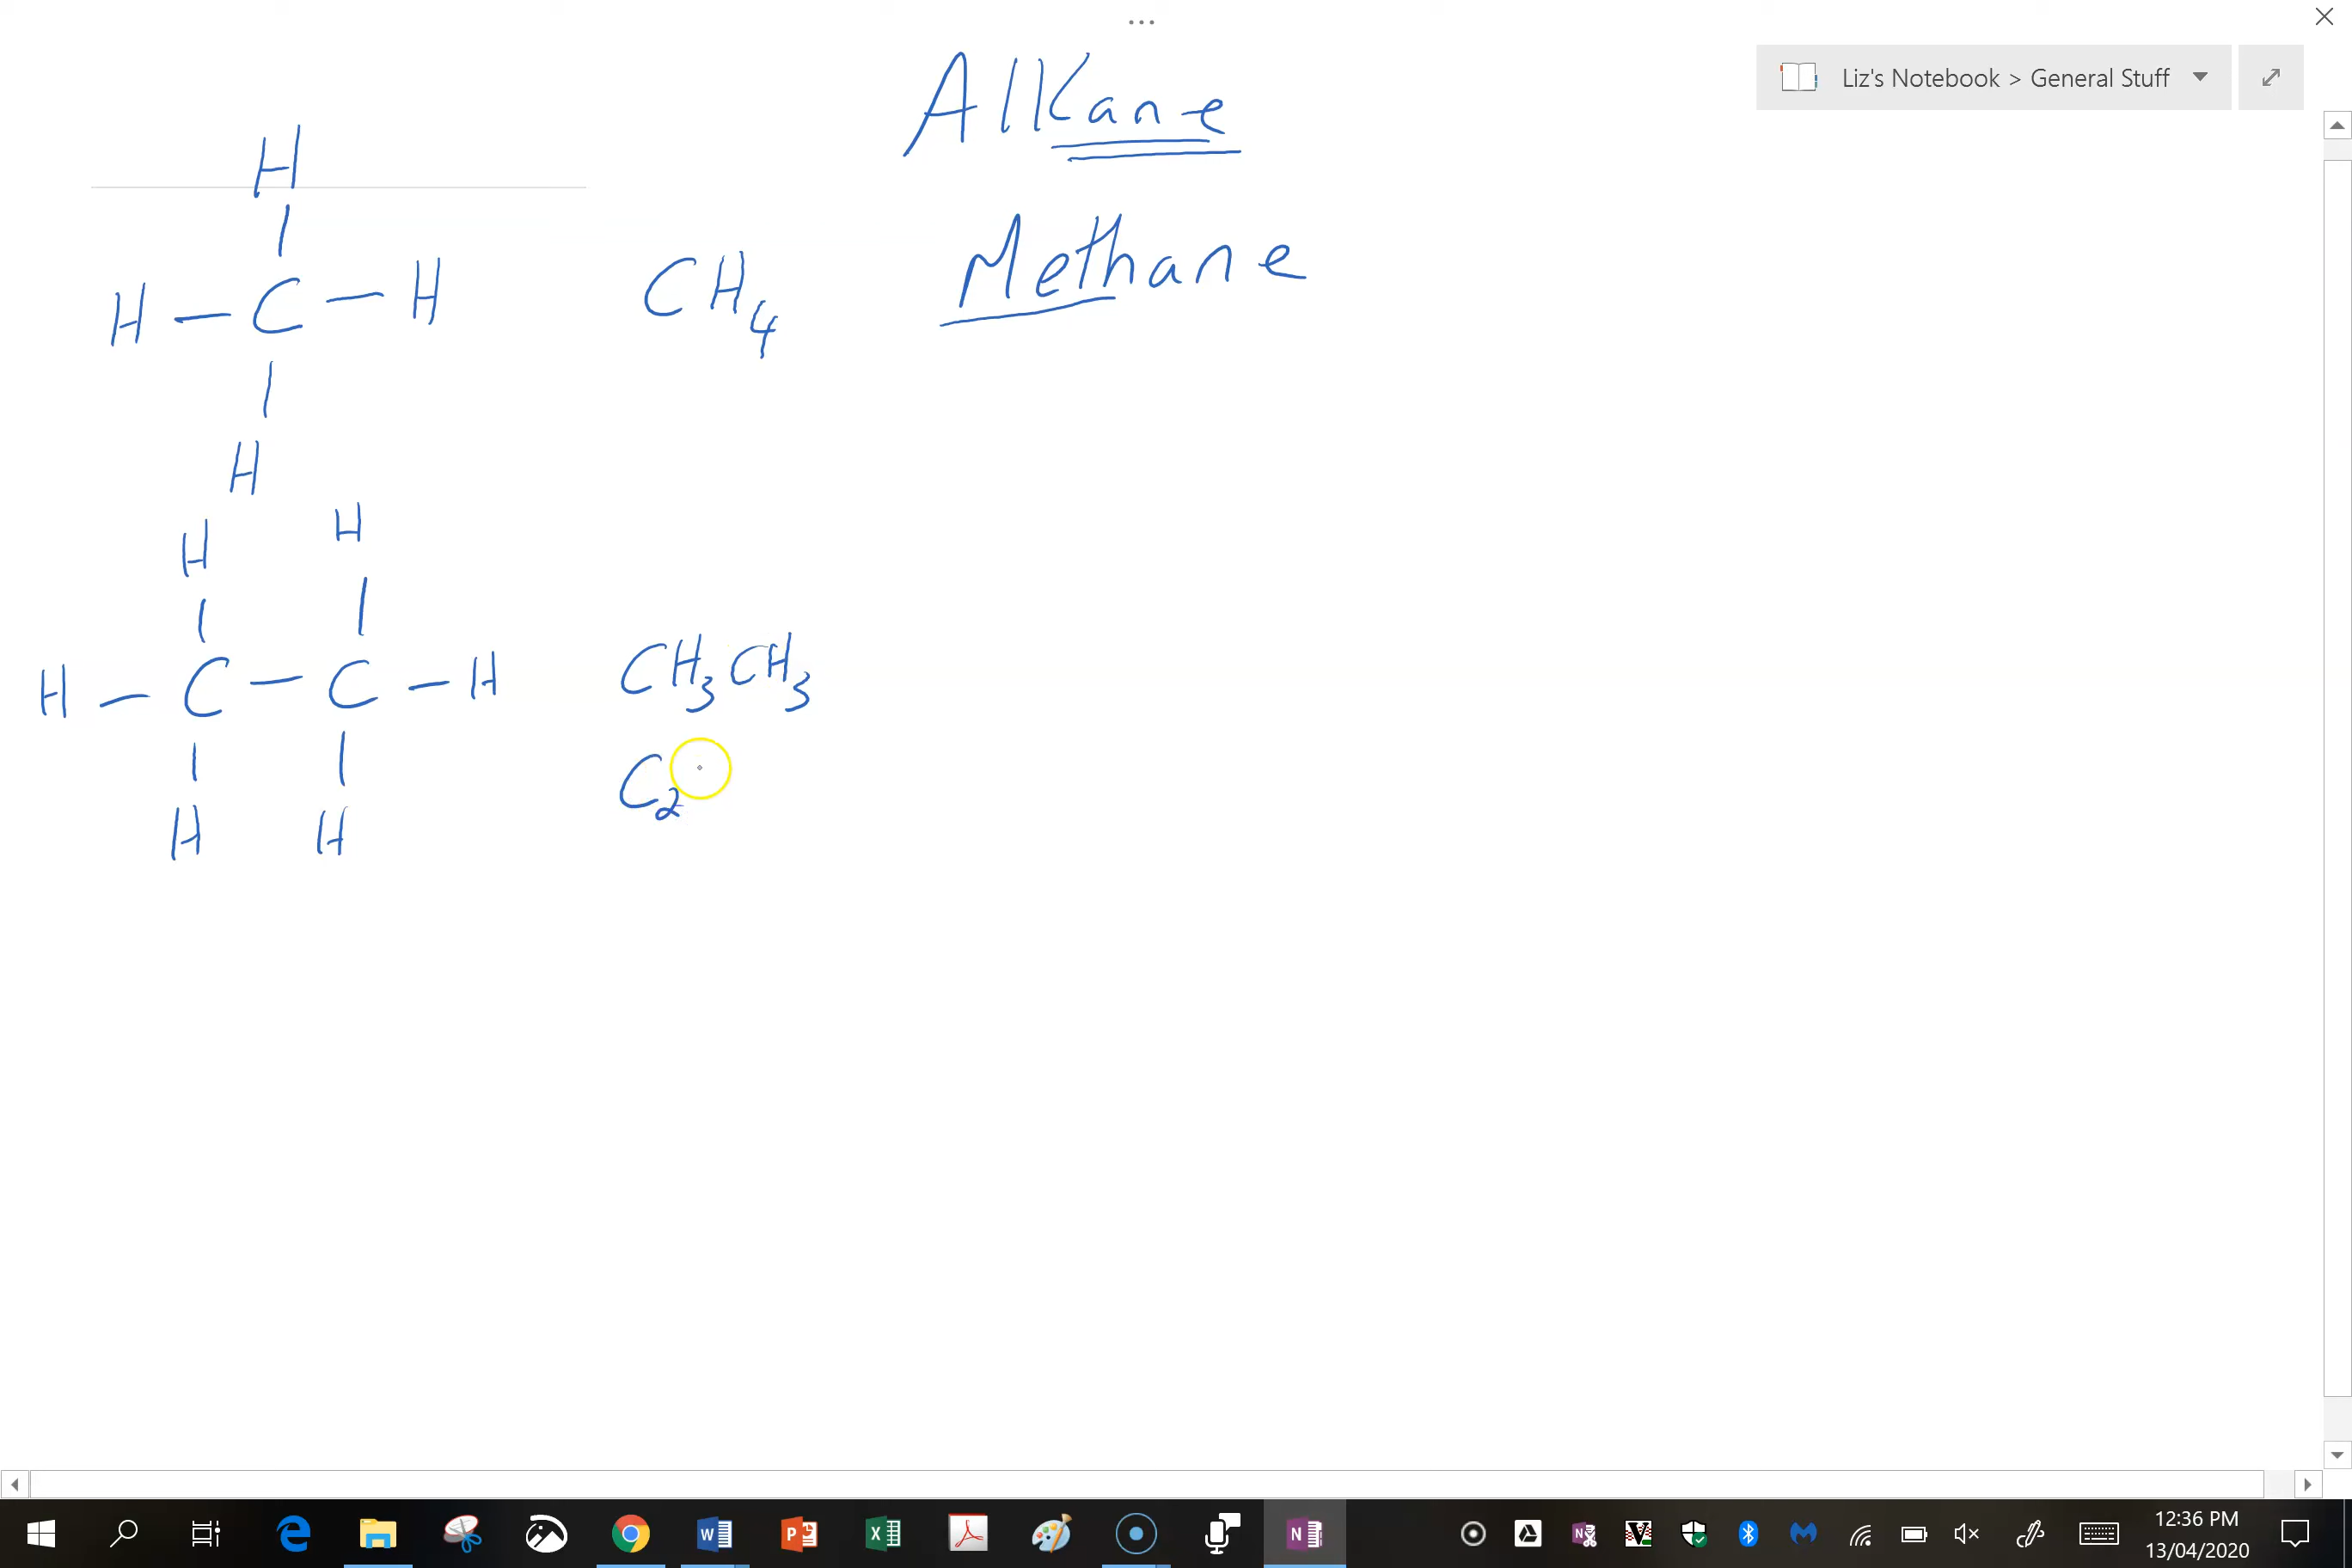 ...
Liz's Notebook > General Stuff
Alkane
H
H – C – H CH4 Methane
H
H H
H – C – C – H CH3CH3
C2
H H
12:36 PM
13/04/2020